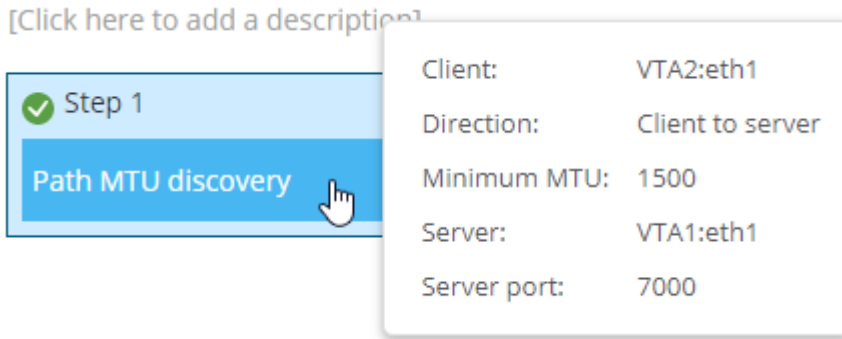 [Click here to add a description]
Step 1
Path MTU discovery
Client: VTA2:eth1
Direction: Client to server
Minimum MTU: 1500
Server: VTA1:eth1
Server port: 7000